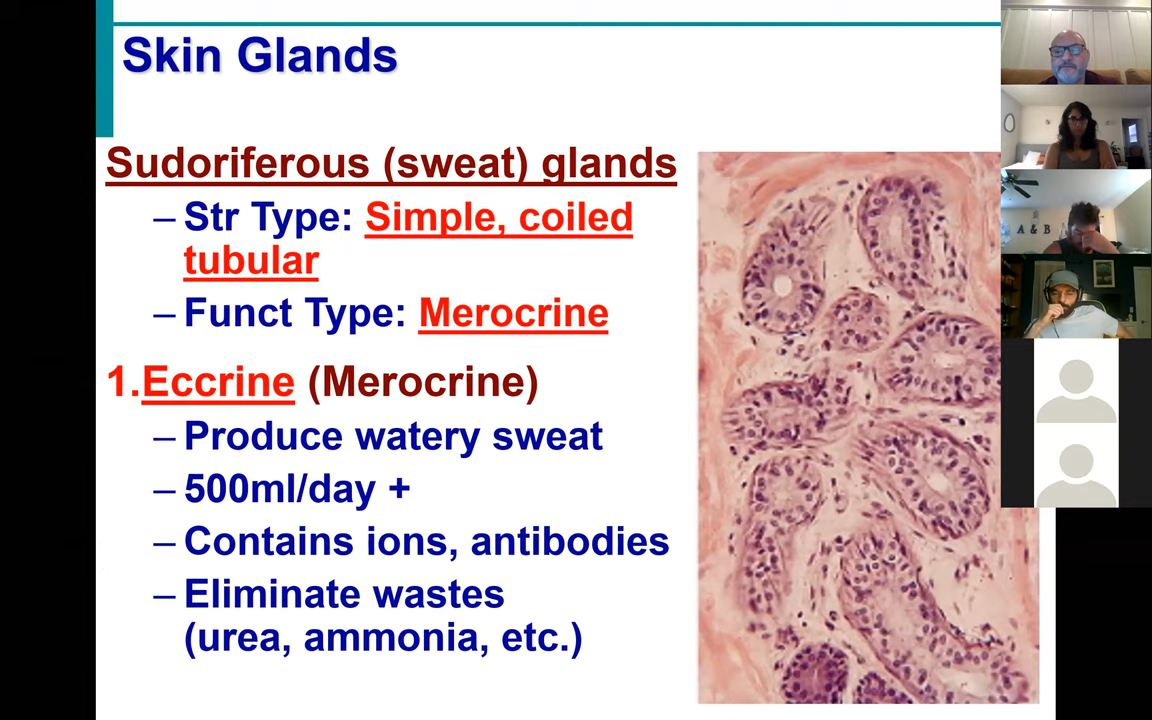 Skin Glands
Sudoriferous (sweat) glands
– Str Type: Simple, coiled
tubular
– Funct Type: Merocrine
1.Eccrine (Merocrine)
– Produce watery sweat
– 500ml/day +
– Contains ions, antibodies
– Eliminate wastes
(urea, ammonia, etc.)
A & B